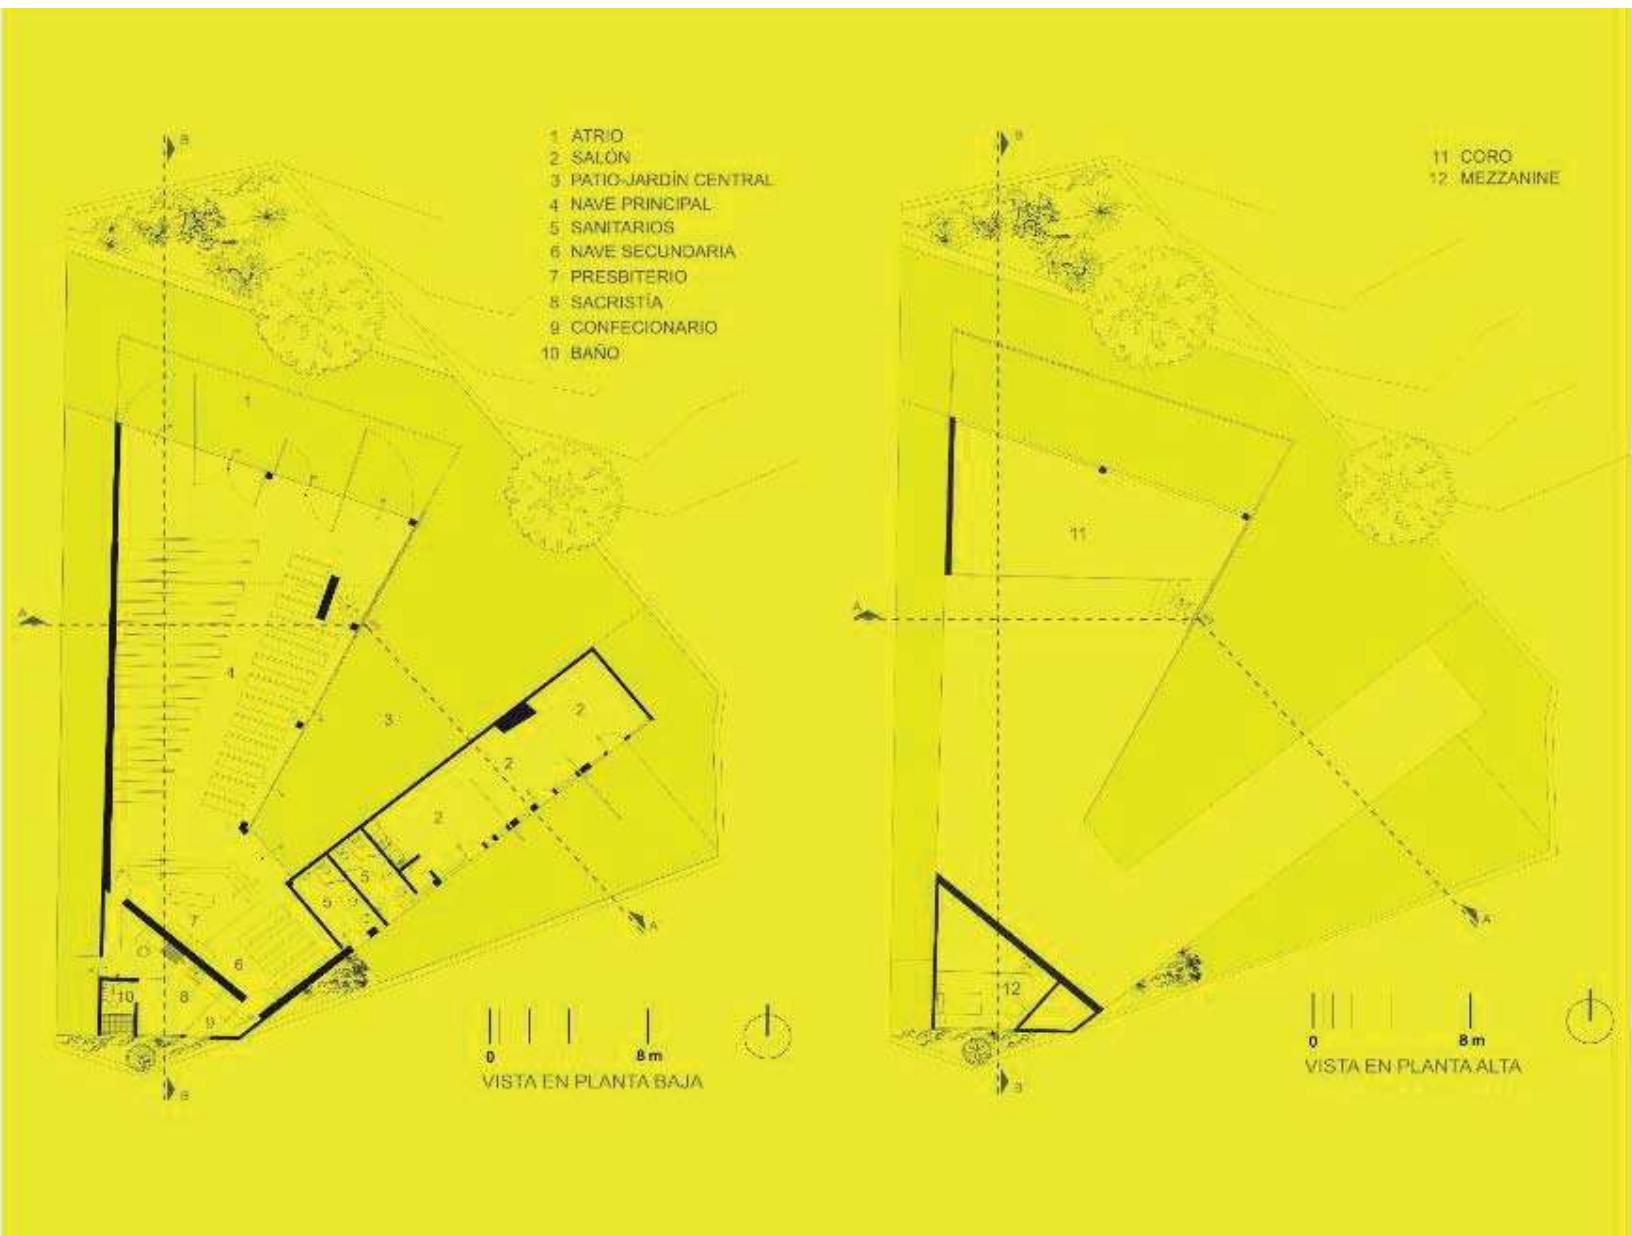 B
1 ATRIO
2 SALÓN
3 PATIO-JARDÍN CENTRAL
4 NAVE PRINCIPAL
5 SANITARIOS
6 NAVE SECUNDARIA
7 PRESBITERIO
8 SACRISTÍA
9 CONFECIONARIO
10 BAÑO
1
A
4
3
2
2
2
5
5
7
6
10
8
9
A
0 8 m
VISTA EN PLANTA BAJA
B
B
11 CORO
12 MEZZANINE
11
A
12
A
0 8 m
VISTA EN PLANTA ALTA
B